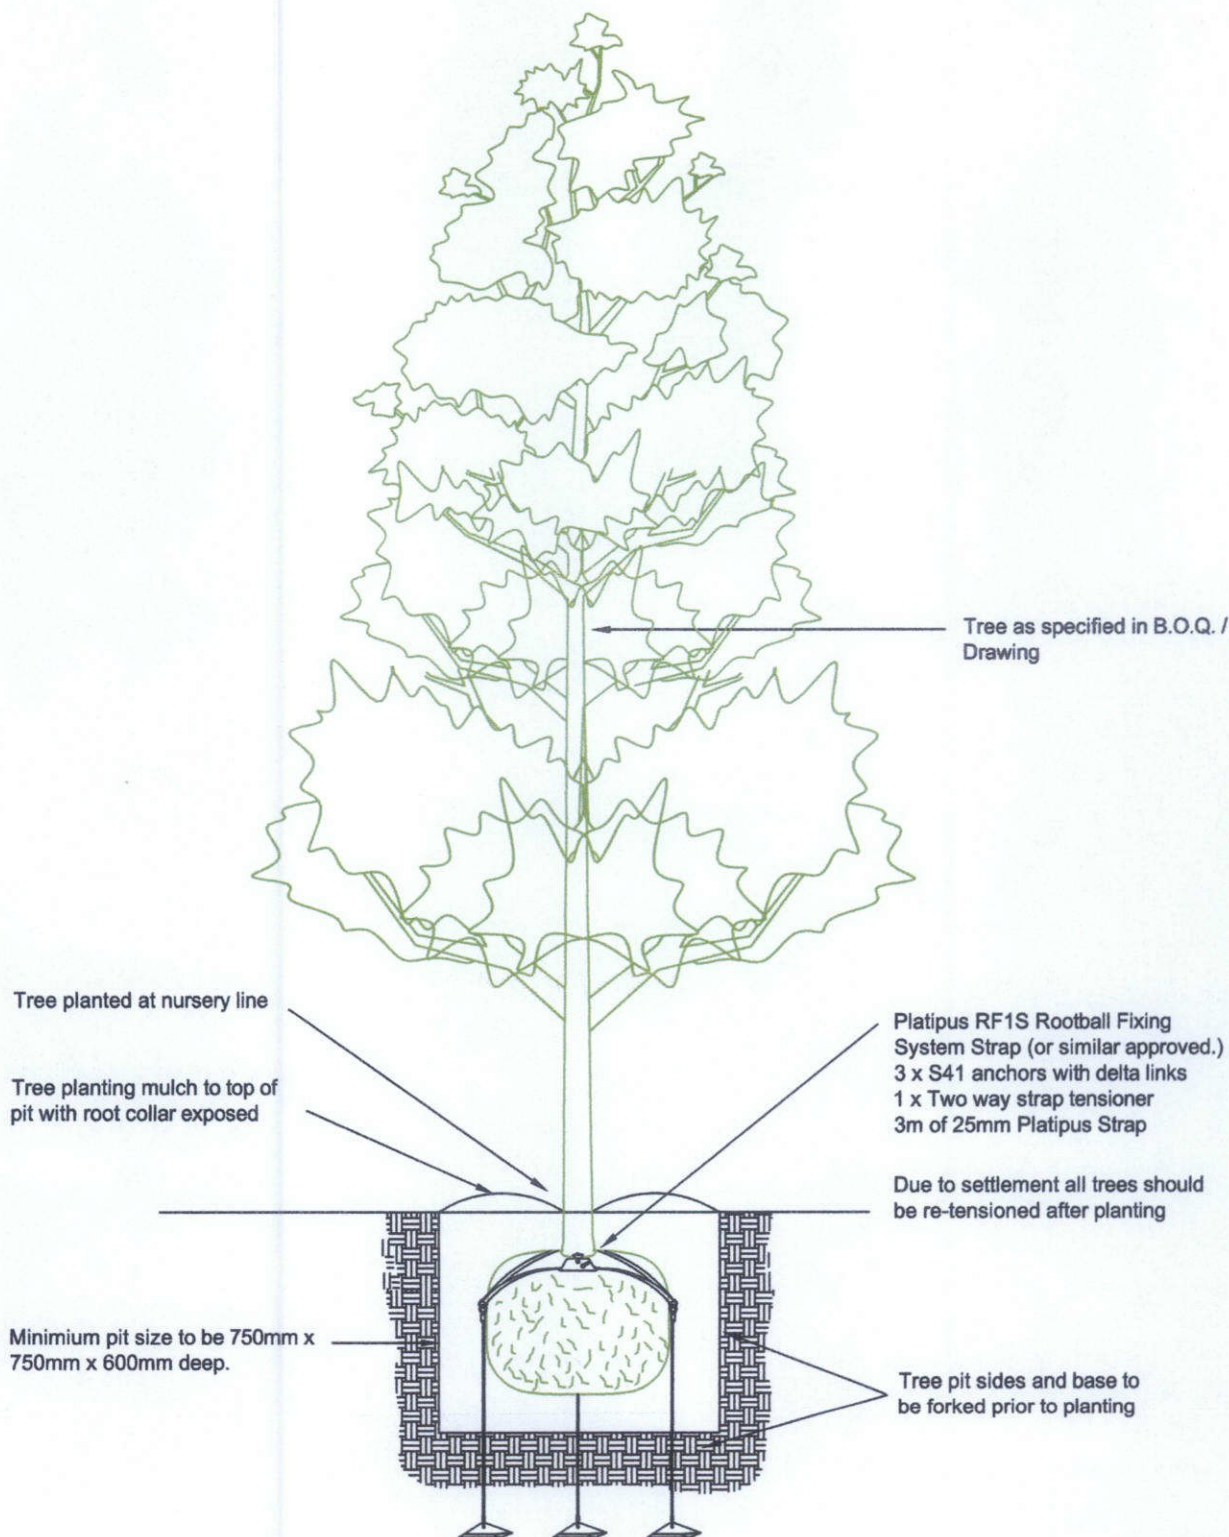 Tree as specified in B.O.Q. /
Drawing
Tree planted at nursery line
Tree planting mulch to top of
pit with root collar exposed
Platipus RF1S Rootball Fixing
System Strap (or similar approved.)
3 x S41 anchors with delta links
1 x Two way strap tensioner
3m of 25mm Platipus Strap
Due to settlement all trees should
be re-tensioned after planting
Minimium pit size to be 750mm x
750mm x 600mm deep.
Tree pit sides and base to
be forked prior to planting